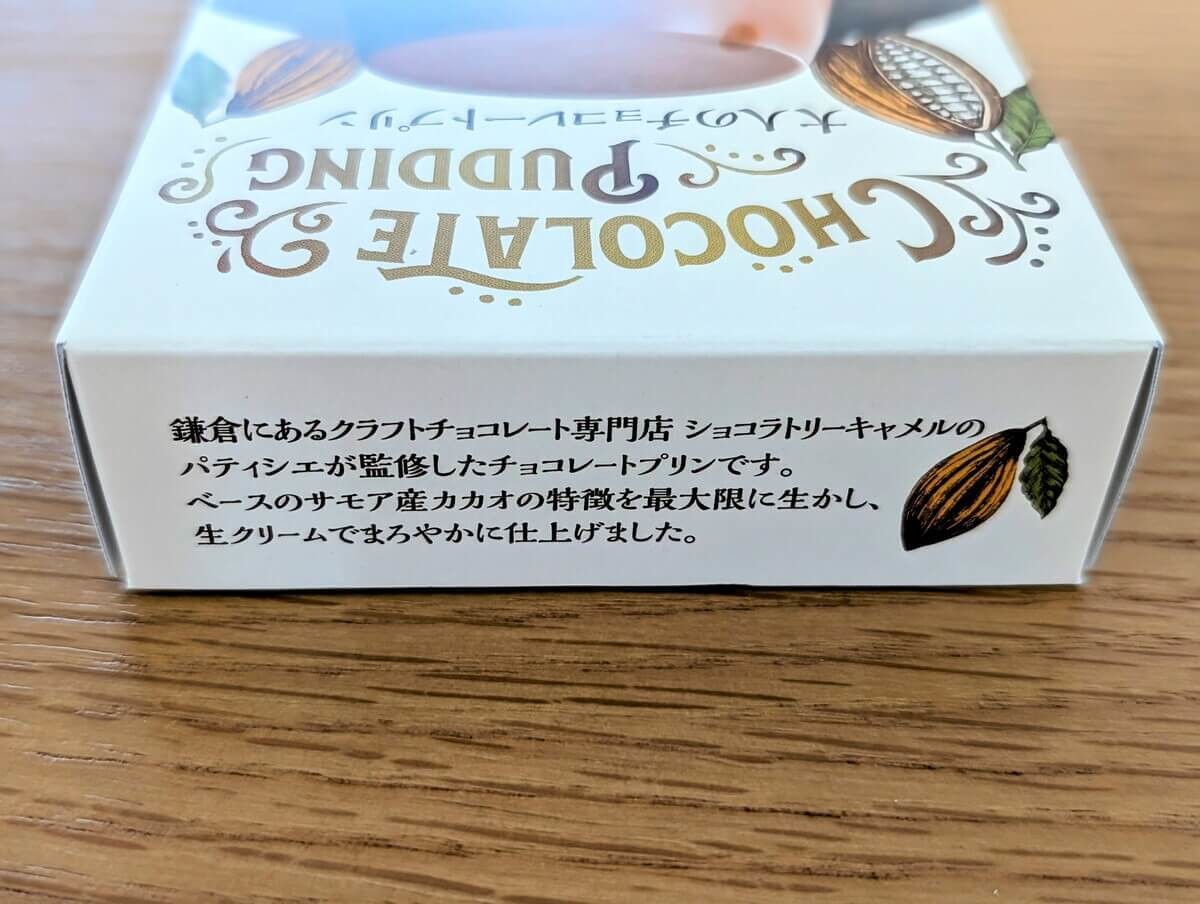 大人のチョコレートプリン
PUDDING
CHOCOLATE
鎌倉にあるクラフトチョコレート専門店 ショコラトリーキャメルの
パティシエが監修したチョコレートプリンです。
ベースのサモア産カカオの特徴を最大限に生かし、
生クリームでまろやかに仕上げました。